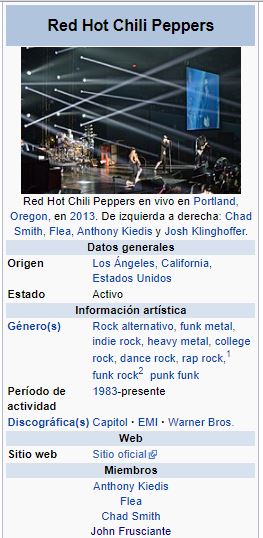 Red Hot Chili Peppers
Red Hot Chili Peppers en vivo en Portland,
Oregon, en 2013. De izquierda a derecha: Chad
Smith, Flea, Anthony Kiedis y Josh Klinghoffer.
Datos generales
Origen Los Ángeles, California,
Estados Unidos
Estado Activo
Información artística
Género(s) Rock alternativo, funk metal,
indie rock, heavy metal, college
rock, dance rock, rap rock,1
funk rock2 punk funk
Período de 1983-presente
actividad
Discográfica(s) Capitol · EMI · Warner Bros.
Web
Sitio web Sitio oficial
Miembros
Anthony Kiedis
Flea
Chad Smith
John Frusciante